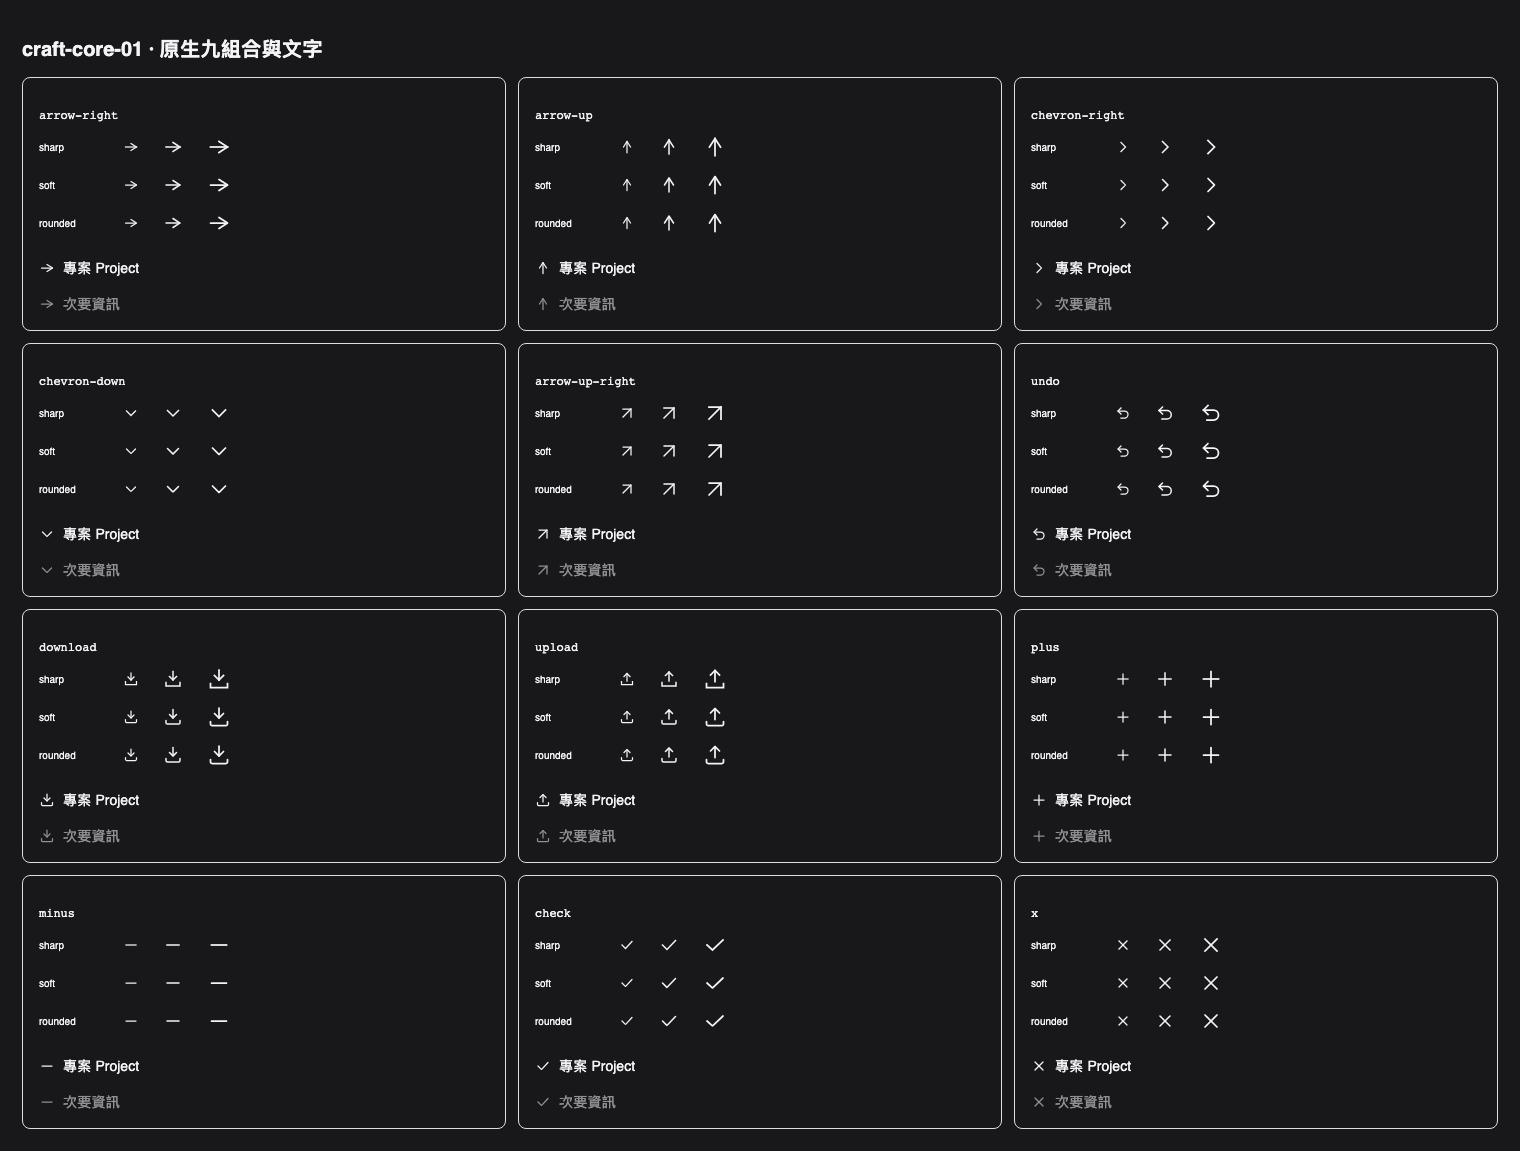 craft-core-01 · 原生九組合與文字
arrow-right
sharp
soft
rounded
專案 Project
次要資訊
arrow-up
sharp
soft
rounded
專案 Project
次要資訊
chevron-right
sharp
soft
rounded
專案 Project
次要資訊
chevron-down
sharp
soft
rounded
專案 Project
次要資訊
arrow-up-right
sharp
soft
rounded
專案 Project
次要資訊
undo
sharp
soft
rounded
專案 Project
次要資訊
download
sharp
soft
rounded
專案 Project
次要資訊
upload
sharp
soft
rounded
專案 Project
次要資訊
plus
sharp
soft
rounded
專案 Project
次要資訊
minus
sharp
soft
rounded
專案 Project
次要資訊
check
sharp
soft
rounded
專案 Project
次要資訊
x
sharp
soft
rounded
專案 Project
次要資訊